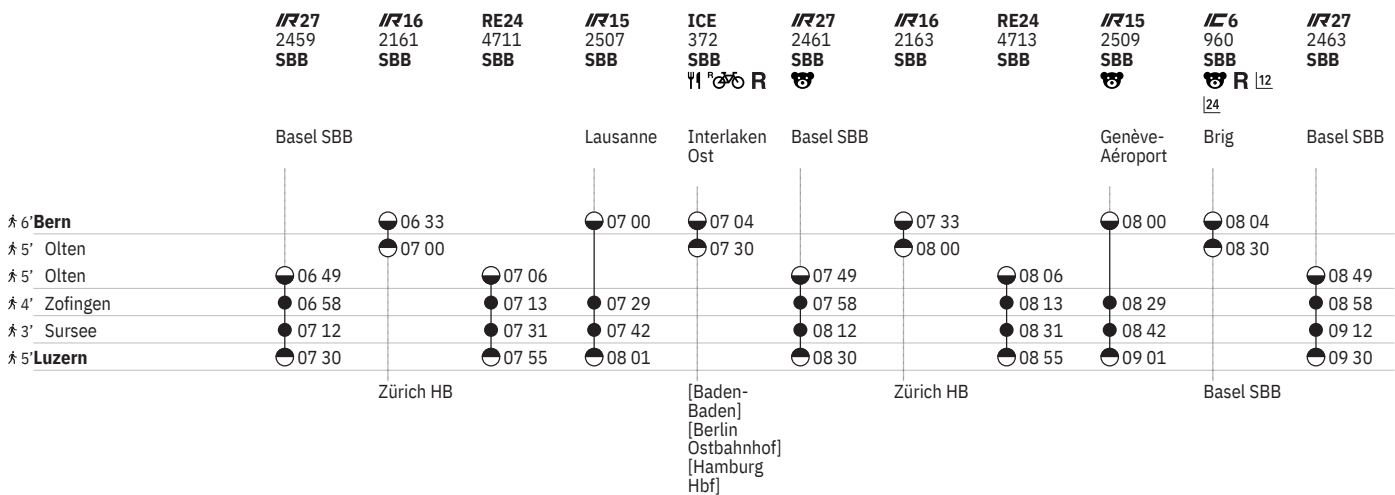 IR27 IR16 RE24 IR15 ICE IR27 IR16 RE24 IR15 IC6 IR27
2459 2161 4711 2507 372 2461 2163 4713 2509 960 2463
SBB SBB SBB SBB SBB SBB SBB SBB SBB SBB SBB
R R R 12
24
Basel SBB Lausanne Interlaken Basel SBB Genève- Brig Basel SBB
Ost Aéroport
6' Bern 06 33 07 00 07 04 07 33 08 00 08 04
5' Olten 07 00 07 30 08 00 08 30
5' Olten 06 49 07 06 07 49 08 06 08 49
4' Zofingen 06 58 07 13 07 29 07 58 08 13 08 29 08 58
3' Sursee 07 12 07 31 07 42 08 12 08 31 08 42 09 12
5' Luzern 07 30 07 55 08 01 08 30 08 55 09 01 09 30
Zürich HB [Baden- Zürich HB Basel SBB
Baden]
[Berlin
Ostbahnhof]
[Hamburg
Hbf]